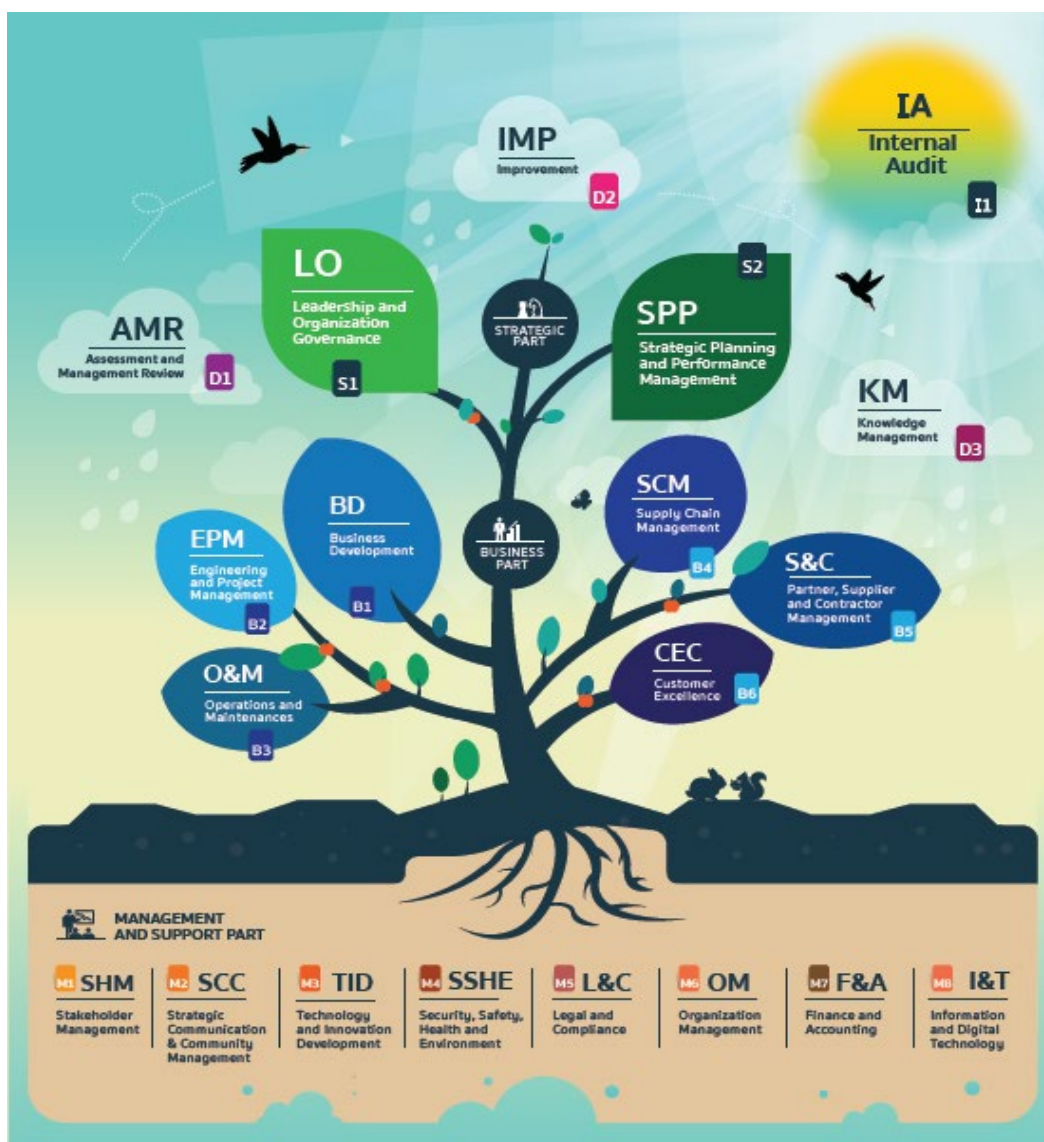 IA
Internal
Audit
I1
IMP
Improvement
D2
LO
Leadership and
Organization
Governance
S1
STRATEGIC
PART
S2
SPP
Strategic Planning
and Performance
Management
AMR
Assessment and
Management Review
D1
KM
Knowledge
Management
D3
BD
Business
Development
B1
BUSINESS
PART
SCM
Supply Chain
Management
B4
EPM
Engineering
and Project
Management
B2
S&C
Partner, Supplier
and Contractor
Management
B5
O&M
Operations and
Maintenances
B3
CEC
Customer
Excellence
B6
MANAGEMENT
AND SUPPORT PART
M1 SHM
Stakeholder
Management
M2 SCC
Strategic
Communication
& Community
Management
M3 TID
Technology
and Innovation
Development
M4 SSHE
Security, Safety,
Health and
Environment
M5 L&C
Legal and
Compliance
M6 OM
Organization
Management
M7 F&A
Finance and
Accounting
M8 I&T
Information
and Digital
Technology